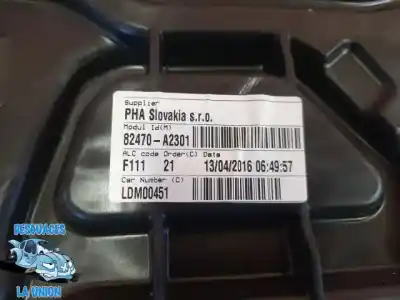 Supplier
PHA Slovakia s.r.o.
Modul Id(M)
82470-A2301
ALC code Order(C) Date
F111 21 13/04/2016 06:49:57
Car Number (C)
LDM00451
DESGUACES
LA UNION